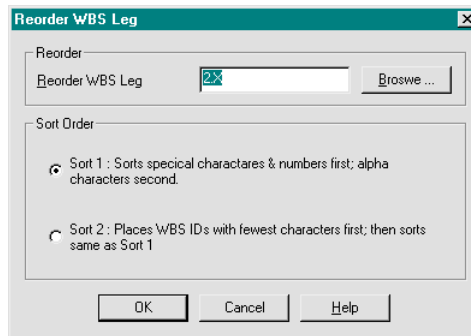 Reorder WBS Leg
Reorder
Reorder WBS Leg
2.X
Broswe ...
Sort Order
Sort 1 : Sorts specical charactares & numbers first; alpha
characters second.
Sort 2 : Places WBS IDs with fewest characters first; then sorts
same as Sort 1
OK
Cancel
Help